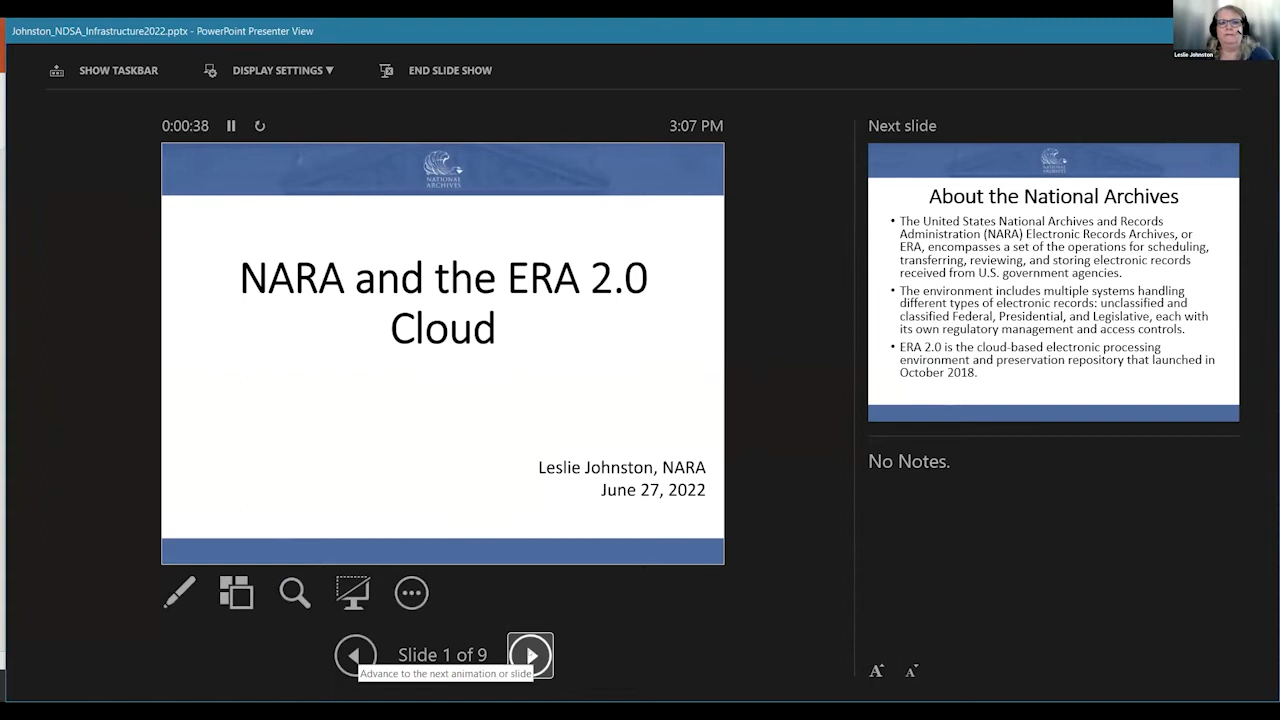 Johnston_NDSA_Infrastructure2022.pptx - PowerPoint Presenter View
Leslie Johnston
SHOW TASKBAR
DISPLAY SETTINGS ▼
END SLIDE SHOW
0:00:38
3:07 PM
NATIONAL
ARCHIVES
NARA and the ERA 2.0
Cloud
Leslie Johnston, NARA
June 27, 2022
Slide 1 of 9
Advance to the next animation or slide
Next slide
NATIONAL
ARCHIVES
About the National Archives
• The United States National Archives and Records
Administration (NARA) Electronic Records Archives, or
ERA, encompasses a set of the operations for scheduling,
transferring, reviewing, and storing electronic records
received from U.S. government agencies.
• The environment includes multiple systems handling
different types of electronic records: unclassified and
classified Federal, Presidential, and Legislative, each with
its own regulatory management and access controls.
• ERA 2.0 is the cloud-based electronic processing
environment and preservation repository that launched in
October 2018.
No Notes.
A A